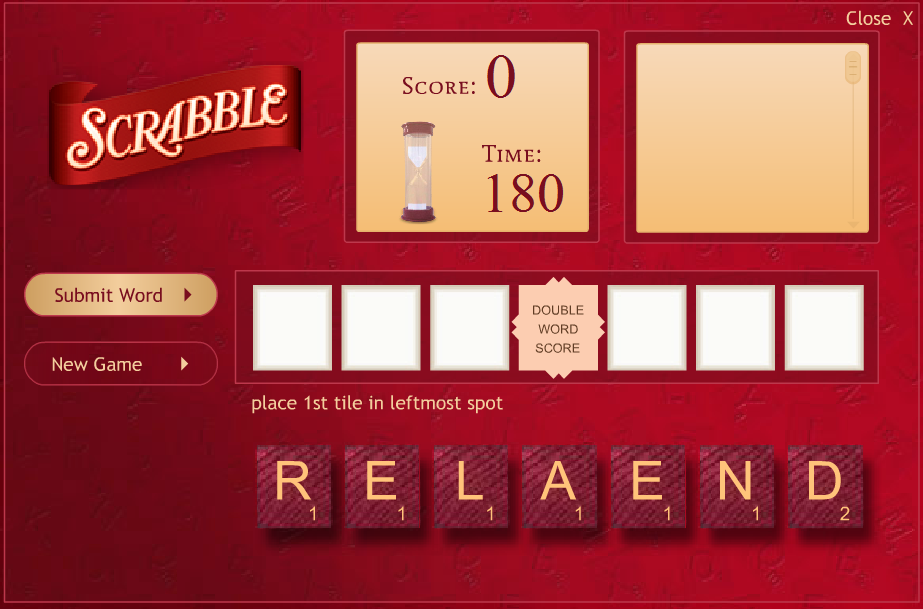 Close X
SCRABBLE
SCORE: 0
TIME:
180
Submit Word
New Game
DOUBLE
WORD
SCORE
place 1st tile in leftmost spot
R E L A E N D
1 1 1 1 1 1 2